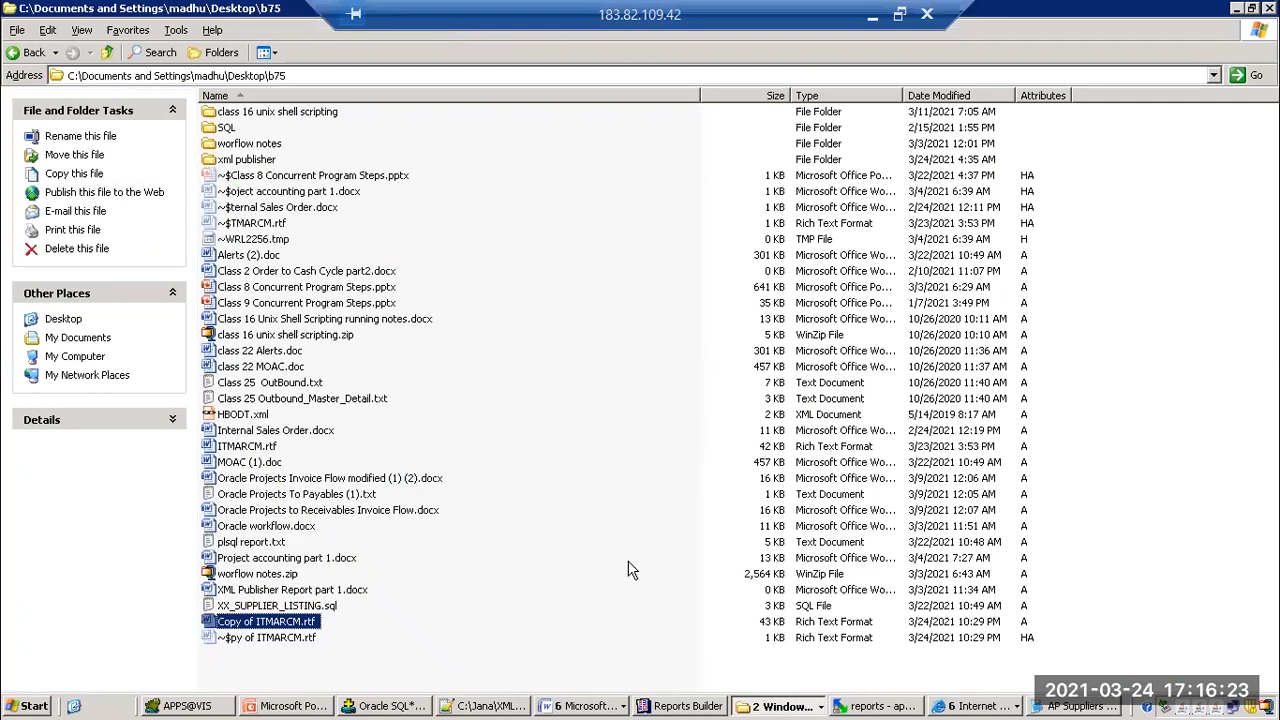 C:\Documents and Settings\madhu\Desktop\b75
183.82.109.42
File Edit View Favorites Tools Help
Back Search Folders
Address C:\Documents and Settings\madhu\Desktop\b75 Go
File and Folder Tasks
Rename this file
Move this file
Copy this file
Publish this file to the Web
E-mail this file
Print this file
Delete this file
Other Places
Desktop
My Documents
My Computer
My Network Places
Details
Name Size Type Date Modified Attributes
class 16 unix shell scripting File Folder 3/11/2021 7:05 AM
SQL File Folder 2/15/2021 1:55 PM
worflow notes File Folder 3/3/2021 12:01 PM
xml publisher File Folder 3/24/2021 4:35 AM
~$Class 8 Concurrent Program Steps.pptx 1 KB Microsoft Office Po... 3/22/2021 4:37 PM HA
~$oject accounting part 1.docx 1 KB Microsoft Office Wo... 3/4/2021 6:39 AM HA
~$ternal Sales Order.docx 1 KB Microsoft Office Wo... 2/24/2021 12:11 PM HA
~$TMARCM.rtf 1 KB Rich Text Format 3/23/2021 3:53 PM HA
~WRL2256.tmp 0 KB TMP File 3/4/2021 6:39 AM H
Alerts (2).doc 301 KB Microsoft Office Wo... 3/22/2021 10:49 AM A
Class 2 Order to Cash Cycle part2.docx 0 KB Microsoft Office Wo... 2/10/2021 11:07 PM A
Class 8 Concurrent Program Steps.pptx 641 KB Microsoft Office Po... 3/3/2021 6:29 AM A
Class 9 Concurrent Program Steps.pptx 35 KB Microsoft Office Po... 1/7/2021 3:49 PM A
Class 16 Unix Shell Scripting running notes.docx 13 KB Microsoft Office Wo... 10/26/2020 10:11 AM A
class 16 unix shell scripting.zip 5 KB WinZip File 10/26/2020 10:10 AM A
class 22 Alerts.doc 301 KB Microsoft Office Wo... 10/26/2020 11:36 AM A
class 22 MOAC.doc 457 KB Microsoft Office Wo... 10/26/2020 11:37 AM A
Class 25 OutBound.txt 7 KB Text Document 10/26/2020 11:40 AM A
Class 25 Outbound_Master_Detail.txt 3 KB Text Document 10/26/2020 11:40 AM A
HBODT.xml 2 KB XML Document 5/14/2019 8:17 AM A
Internal Sales Order.docx 11 KB Microsoft Office Wo... 2/24/2021 12:19 PM A
ITMARCM.rtf 42 KB Rich Text Format 3/23/2021 3:53 PM A
MOAC (1).doc 457 KB Microsoft Office Wo... 3/22/2021 10:49 AM A
Oracle Projects Invoice Flow modified (1) (2).docx 16 KB Microsoft Office Wo... 3/9/2021 12:06 AM A
Oracle Projects To Payables (1).txt 1 KB Text Document 3/9/2021 12:05 AM A
Oracle Projects to Receivables Invoice Flow.docx 16 KB Microsoft Office Wo... 3/9/2021 12:07 AM A
Oracle workflow.docx 11 KB Microsoft Office Wo... 3/3/2021 11:51 AM A
plsql report.txt 5 KB Text Document 3/22/2021 10:48 AM A
Project accounting part 1.docx 13 KB Microsoft Office Wo... 3/4/2021 7:27 AM A
worflow notes.zip 2,564 KB WinZip File 3/3/2021 6:43 AM A
XML Publisher Report part 1.docx 0 KB Microsoft Office Wo... 3/3/2021 11:34 AM A
XX_SUPPLIER_LISTING.sql 3 KB SQL File 3/22/2021 10:49 AM A
Copy of ITMARCM.rtf 43 KB Rich Text Format 3/24/2021 10:29 PM A
~$py of ITMARCM.rtf 1 KB Rich Text Format 3/24/2021 10:29 PM HA
2021-03-24 17:16:23
Start APPS@VIS Microsoft Po... Oracle SQL*... C:\Java\XML... 6 Microsoft... Reports Builder 2 Window... reports - ap... 6 Internet ... AP Suppliers ...